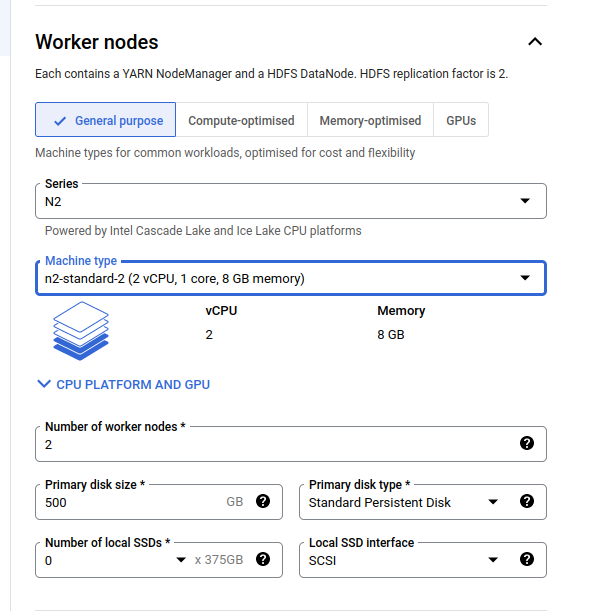 Worker nodes
Each contains a YARN NodeManager and a HDFS DataNode. HDFS replication factor is 2.
General purpose Compute-optimised Memory-optimised GPUs
Machine types for common workloads, optimised for cost and flexibility
Series
N2
Powered by Intel Cascade Lake and Ice Lake CPU platforms
Machine type
n2-standard-2 (2 vCPU, 1 core, 8 GB memory)
vCPU Memory
2 8 GB
CPU PLATFORM AND GPU
Number of worker nodes *
2
Primary disk size * Primary disk type *
500 GB Standard Persistent Disk
Number of local SSDs * Local SSD interface
0 x 375GB SCSI